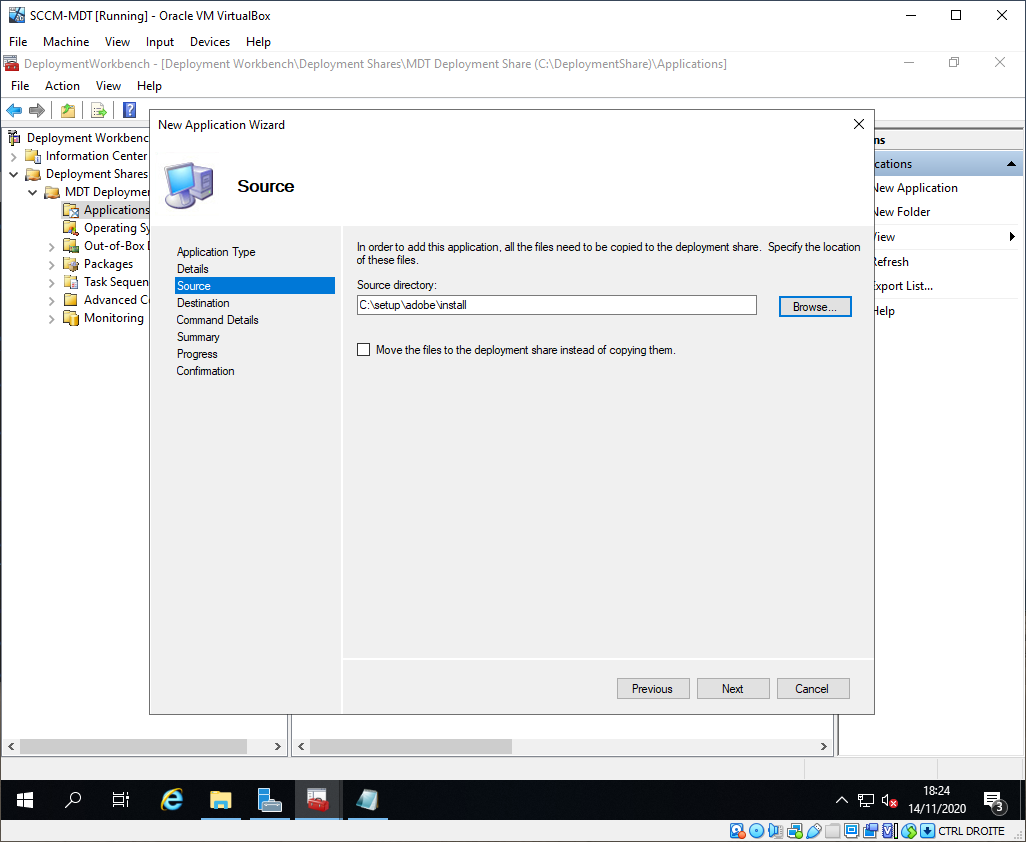 SCCM-MDT [Running] - Oracle VM VirtualBox
File Machine View Input Devices Help
DeploymentWorkbench - [Deployment Workbench\Deployment Shares\MDT Deployment Share (C:\DeploymentShare)\Applications]
File Action View Help
New Application Wizard
Deployment Workbenc
Information Center
Deployment Shares
MDT Deploymer
Applications
Operating Sy
Out-of-Box
Packages
Task Sequen
Advanced C
Monitoring
Source
Application Type
Details
Source
Destination
Command Details
Summary
Progress
Confirmation
In order to add this application, all the files need to be copied to the deployment share. Specify the location
of these files.
Source directory:
C:\setup\adobe\install
Browse...
Move the files to the deployment share instead of copying them.
Previous Next Cancel
ns
cations
New Application
New Folder
View
Refresh
xport List...
Help
18:24
14/11/2020
3
CTRL DROITE